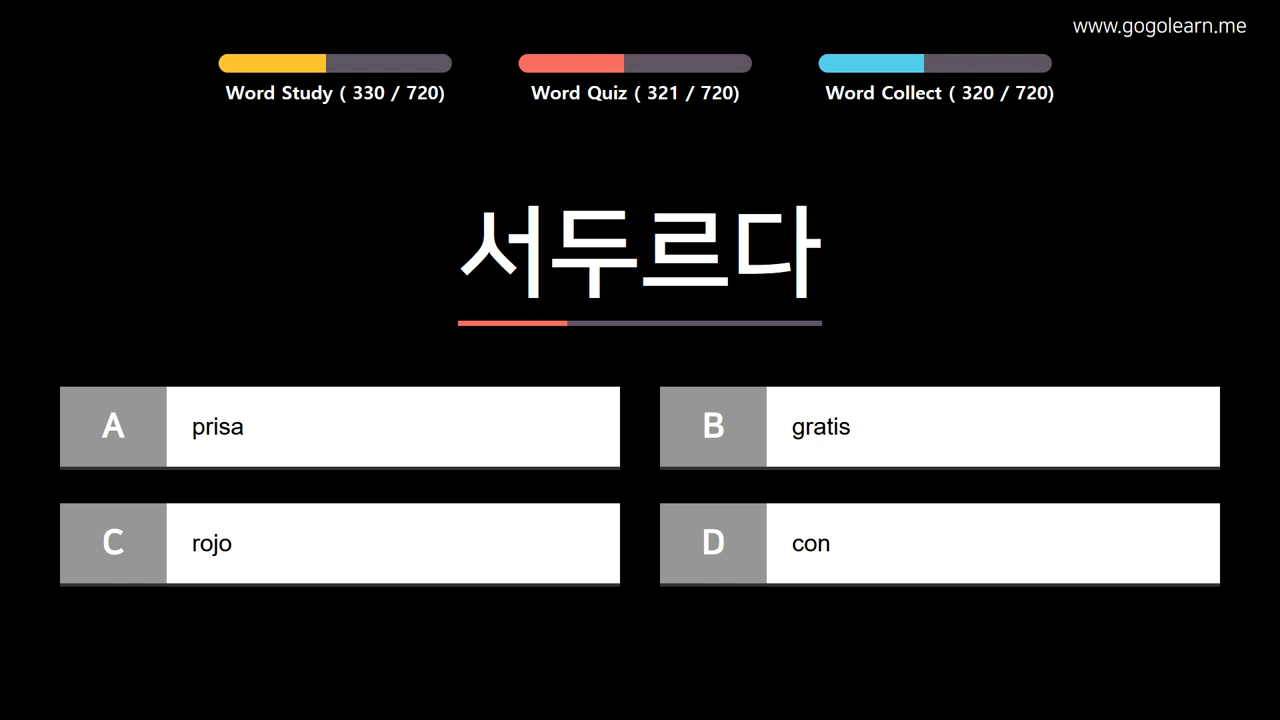 www.gogolearn.me
Word Study ( 330 / 720)
Word Quiz ( 321 / 720)
Word Collect ( 320 / 720)
서두르다
A prisa
B gratis
C rojo
D con